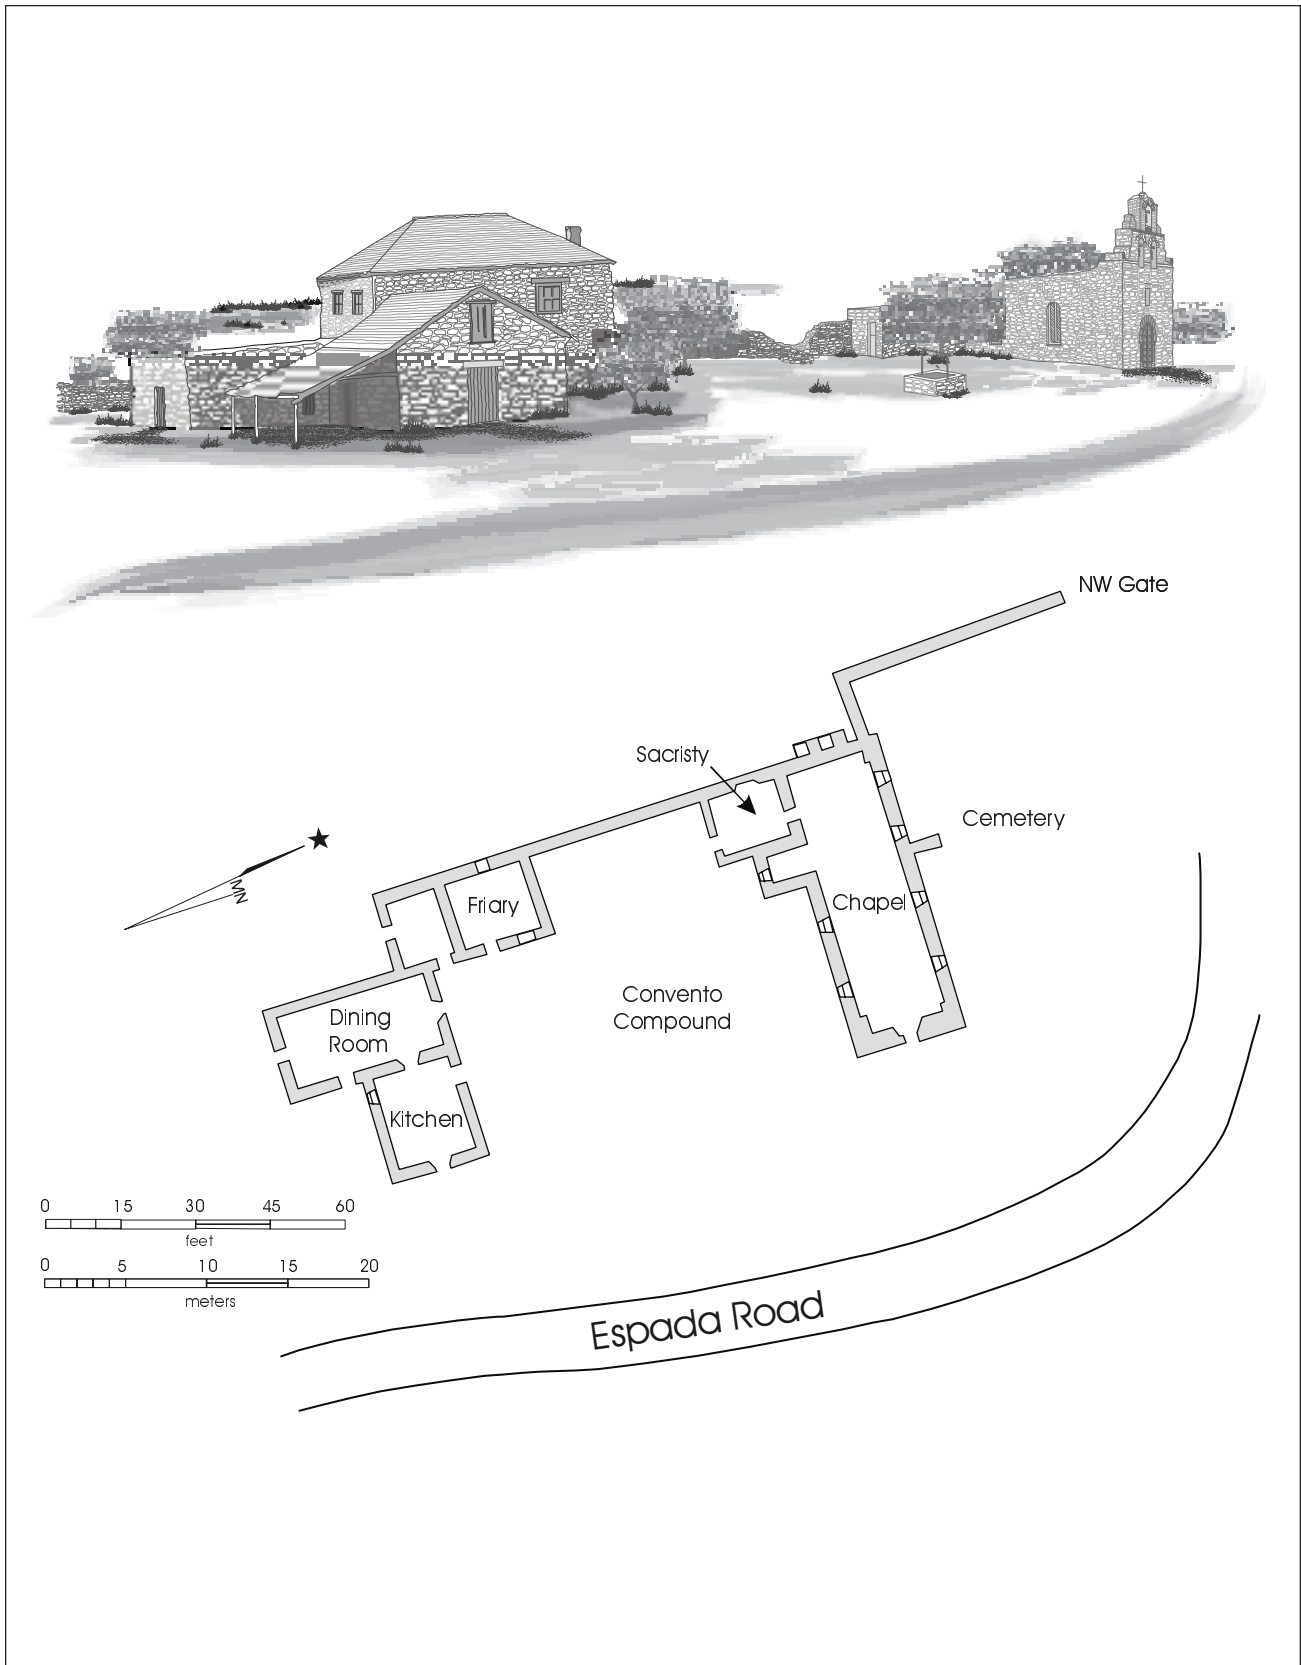 NW Gate
Sacristy
Cemetery
MN
Friary
Chapel
Convento
Compound
Dining
Room
Kitchen
0 15 30 45 60
feet
0 5 10 15 20
meters
Espada Road